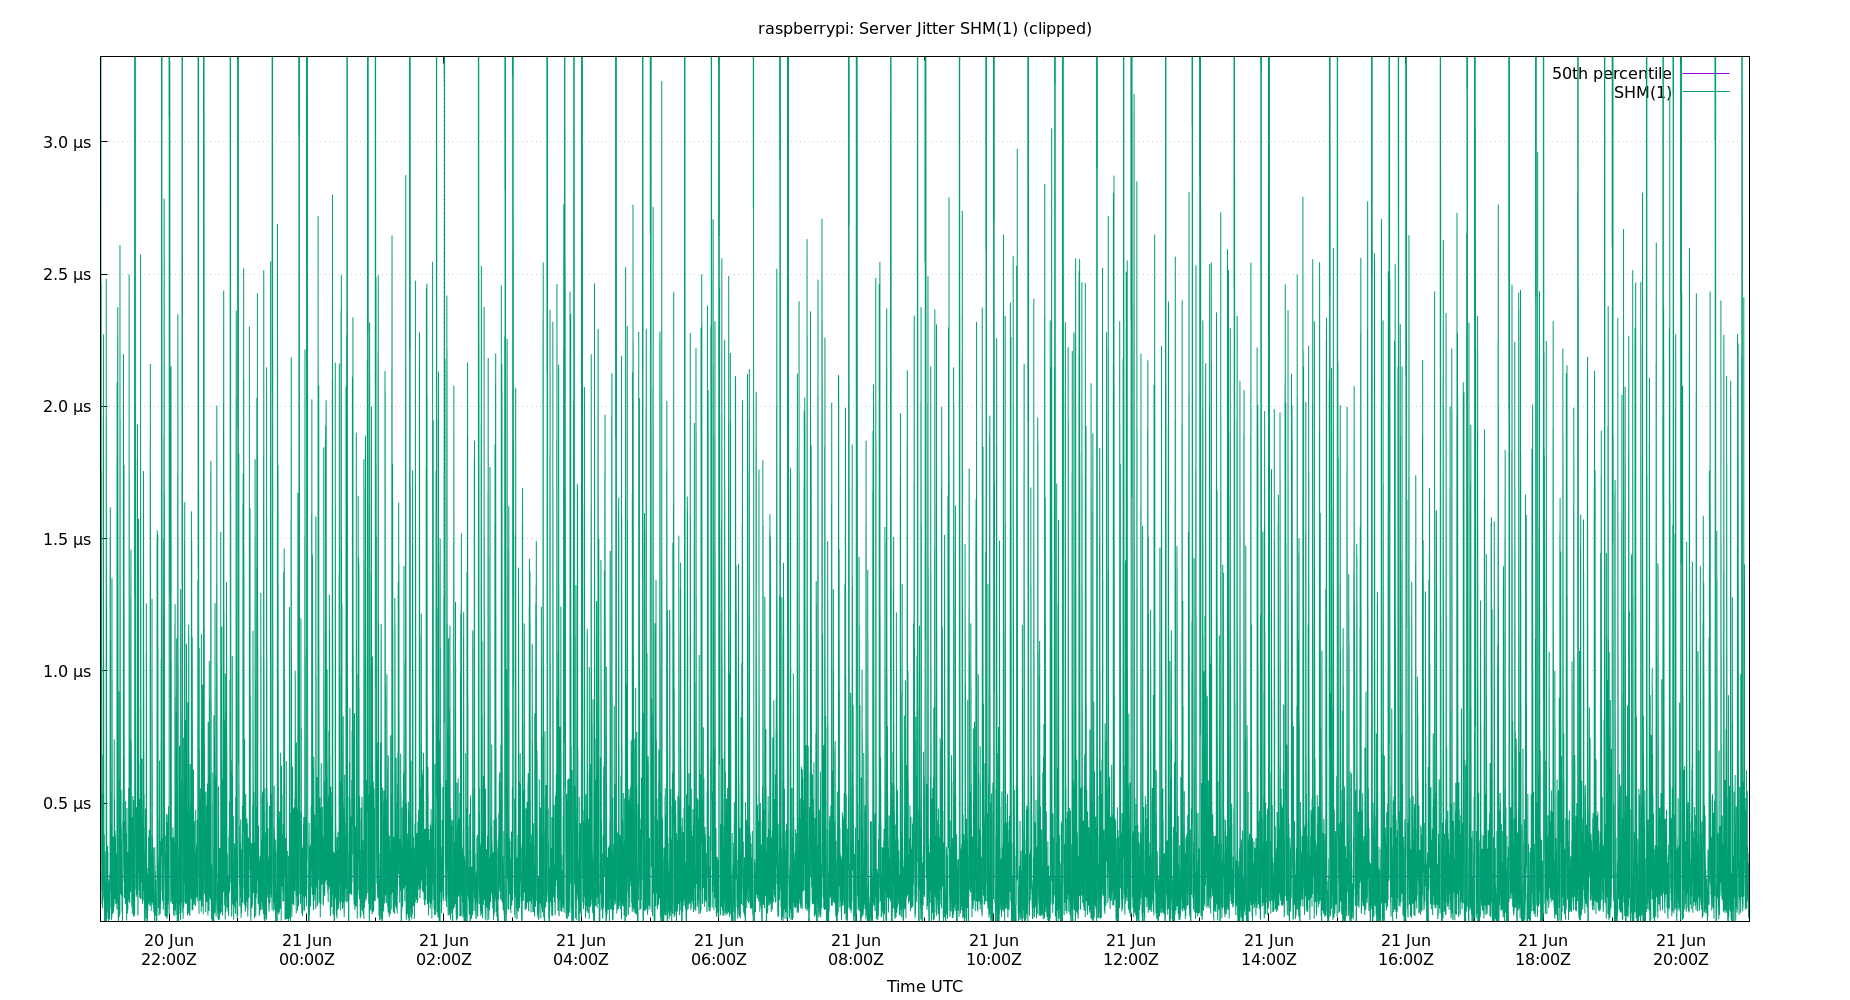 raspberrypi: Server Jitter SHM(1) (clipped)
50th percentile
SHM(1)
3.0 µs
2.5 µs
2.0 µs
1.5 µs
1.0 µs
0.5 µs
20 Jun 21 Jun 21 Jun 21 Jun 21 Jun 21 Jun 21 Jun 21 Jun 21 Jun 21 Jun 21 Jun 21 Jun
22:00Z 00:00Z 02:00Z 04:00Z 06:00Z 08:00Z 10:00Z 12:00Z 14:00Z 16:00Z 18:00Z 20:00Z
Time UTC